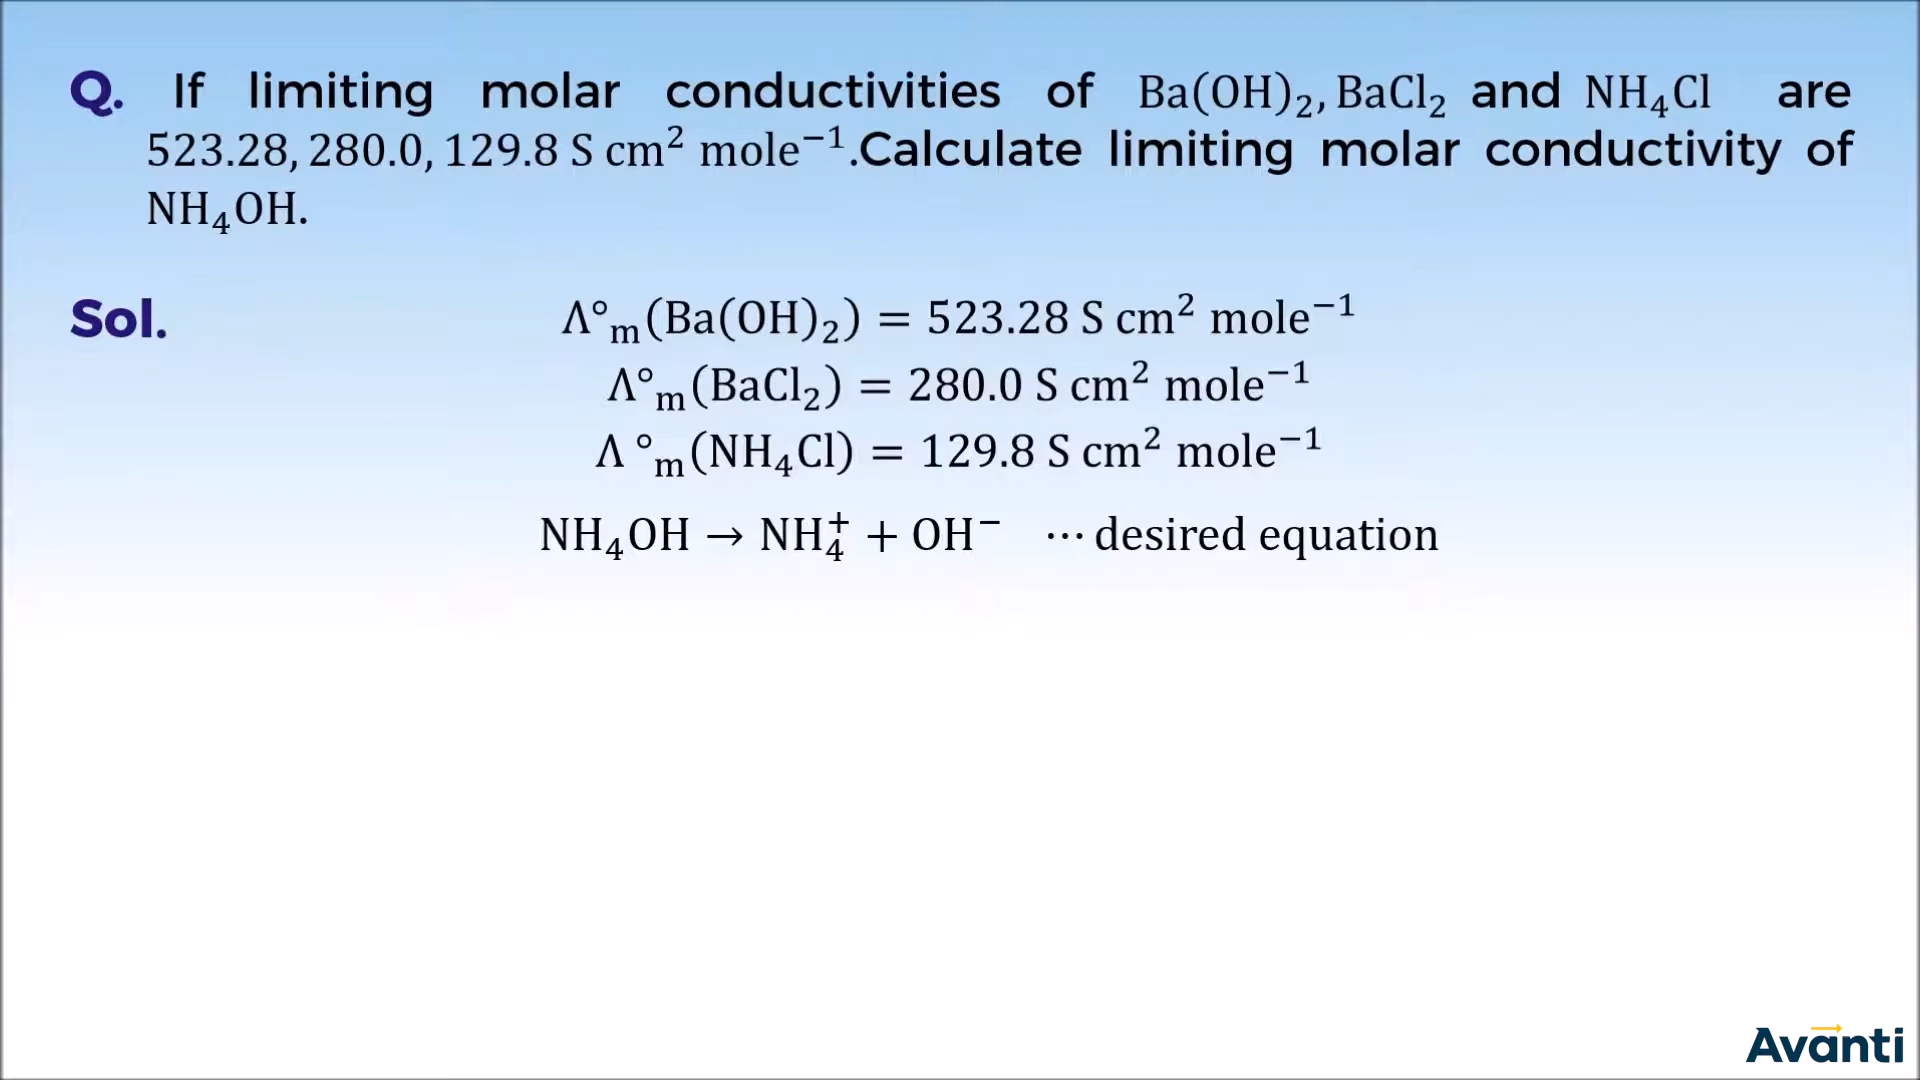 Q. If limiting molar conductivities of Ba(OH)₂, BaCl₂ and NH₄Cl are
523.28, 280.0, 129.8 S cm² mole⁻¹.Calculate limiting molar conductivity of
NH₄OH.
Sol. Λ°ₘ(Ba(OH)₂) = 523.28 S cm² mole⁻¹
Λ°ₘ(BaCl₂) = 280.0 S cm² mole⁻¹
Λ °ₘ(NH₄Cl) = 129.8 S cm² mole⁻¹
NH₄OH → NH₄⁺ + OH⁻ ⋯ desired equation
Avanti